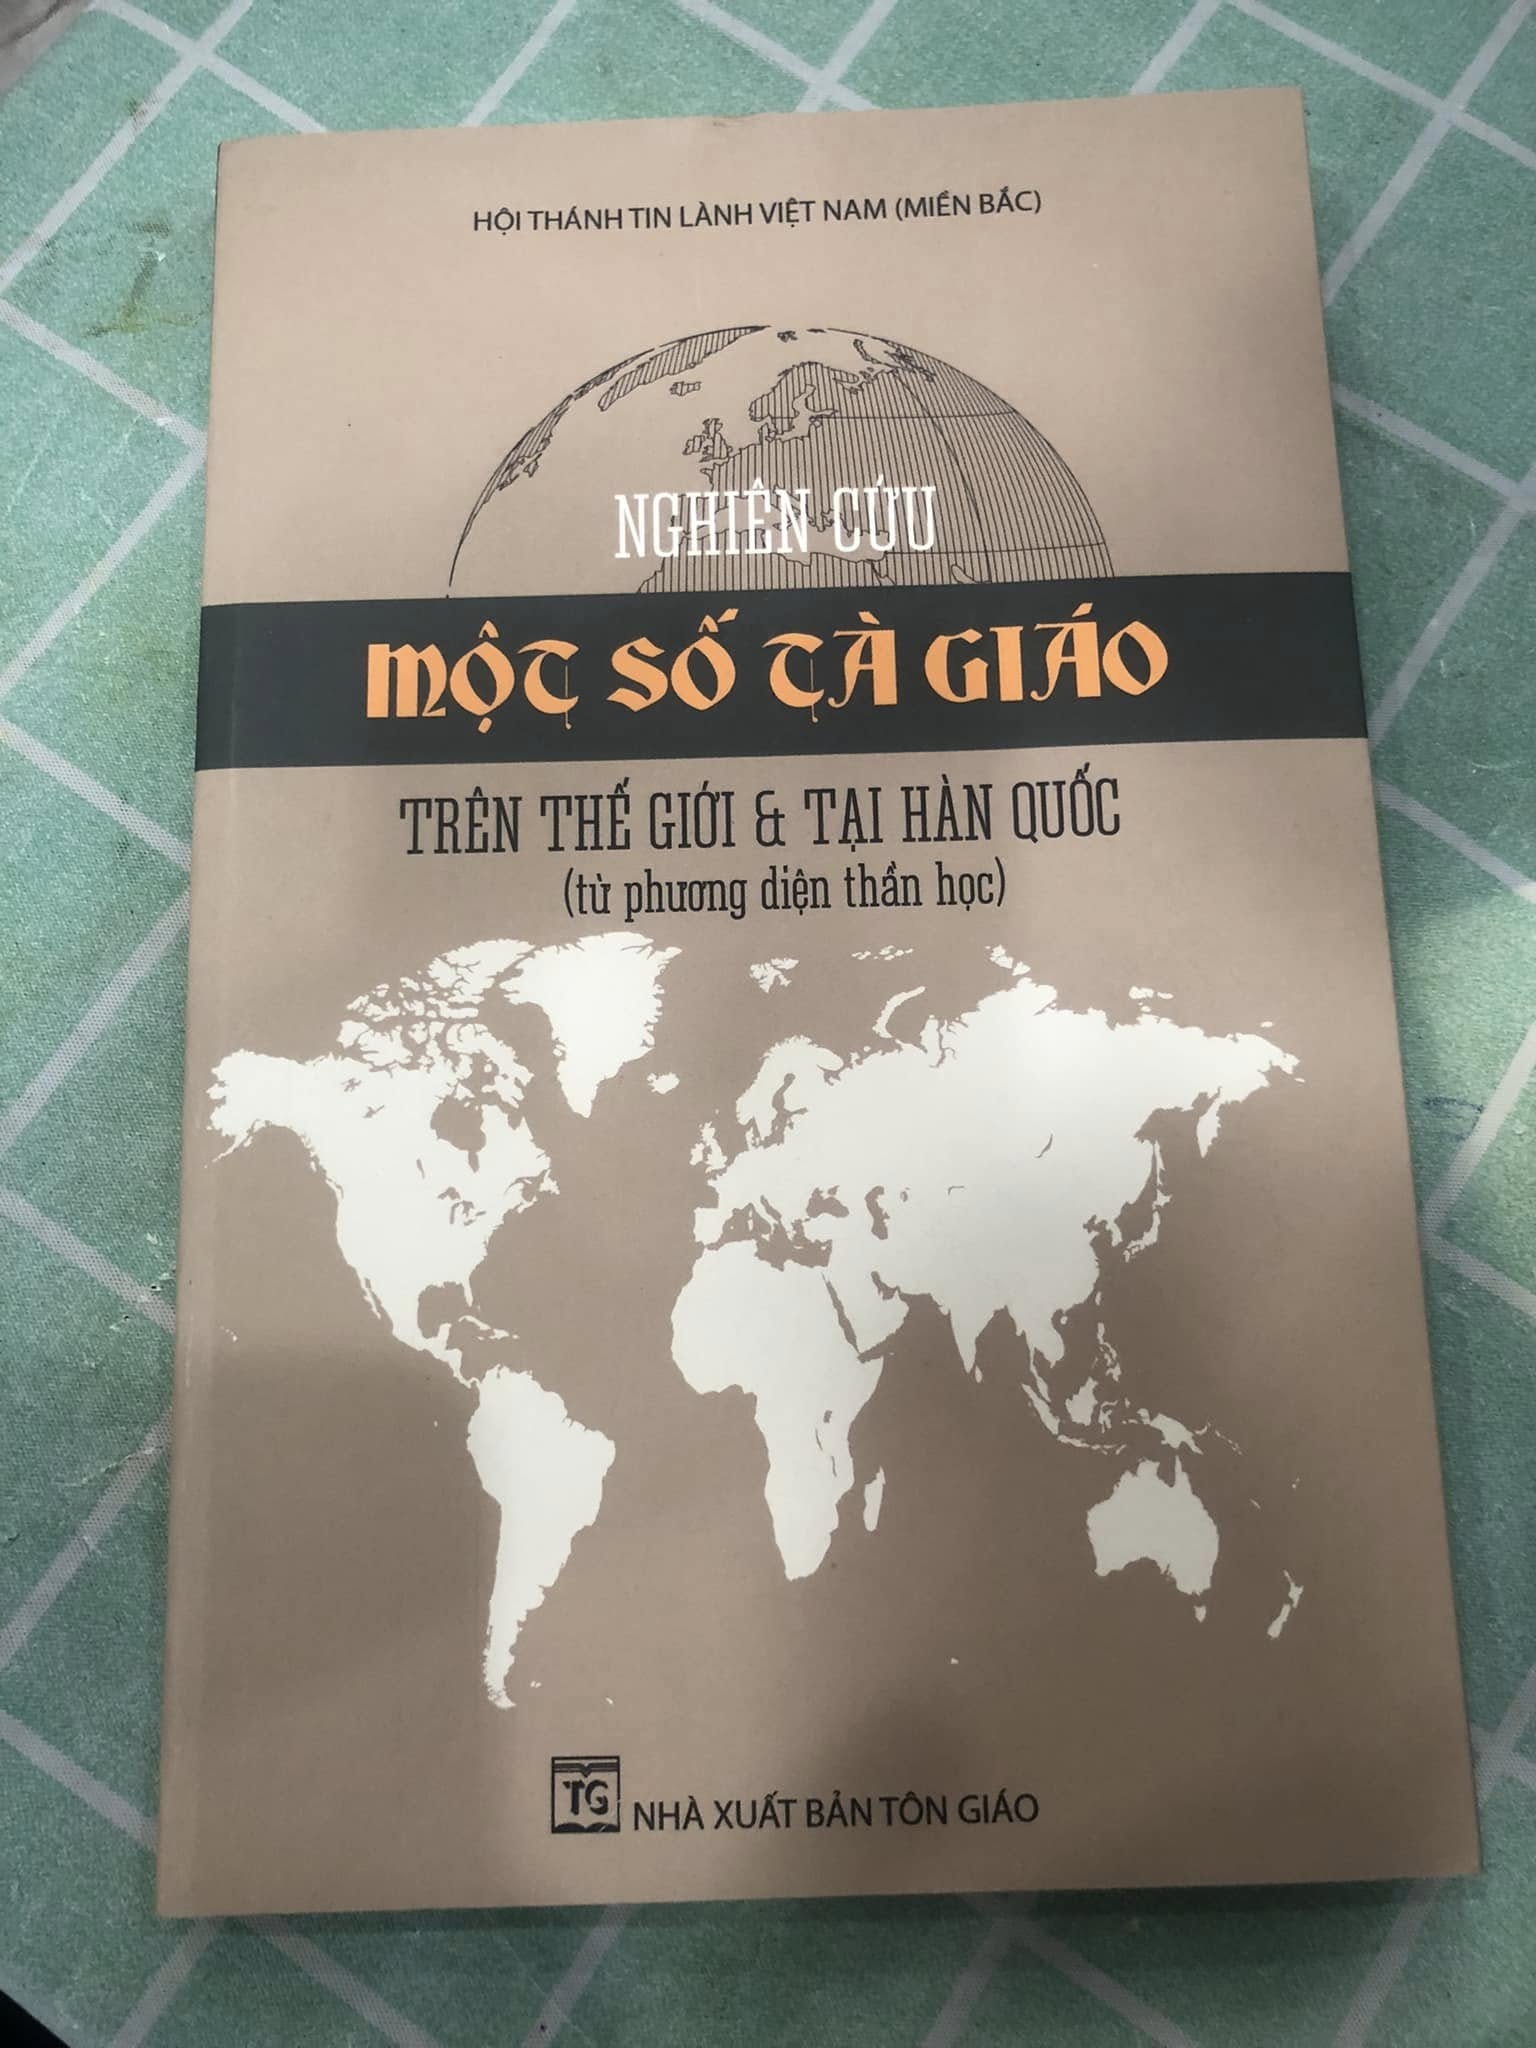 HỘI THÁNH TIN LÀNH VIỆT NAM (MIỀN BẮC)
NGHIÊN CỨU
MỘT SỐ TÀ GIÁO
TRÊN THẾ GIỚI & TẠI HÀN QUỐC
(từ phương diện thần học)
TG NHÀ XUẤT BẢN TÔN GIÁO